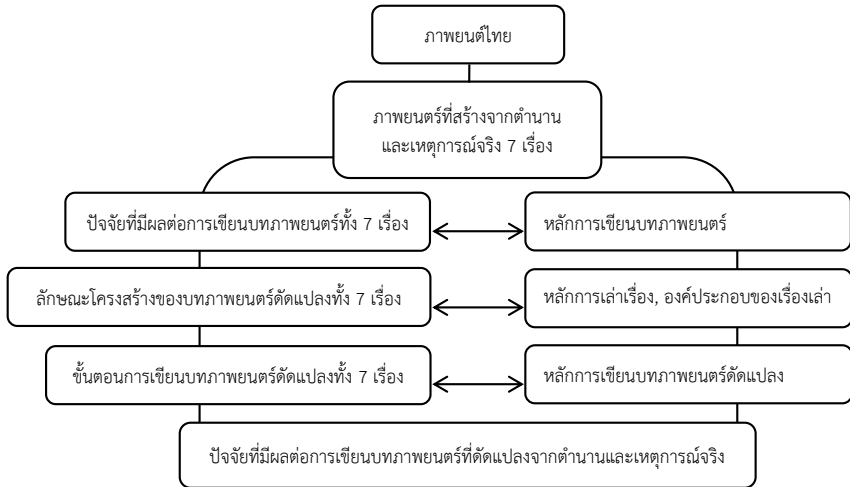 ภาพยนต์ไทย
ภาพยนตร์ที่สร้างจากตำนาน
และเหตุการณ์จริง 7 เรื่อง
ปัจจัยที่มีผลต่อการเขียนบทภาพยนตร์ทั้ง 7 เรื่อง
หลักการเขียนบทภาพยนตร์
ลักษณะโครงสร้างของบทภาพยนตร์ดัดแปลงทั้ง 7 เรื่อง
หลักการเล่าเรื่อง, องค์ประกอบของเรื่องเล่า
ขั้นตอนการเขียนบทภาพยนตร์ดัดแปลงทั้ง 7 เรื่อง
หลักการเขียนบทภาพยนตร์ดัดแปลง
ปัจจัยที่มีผลต่อการเขียนบทภาพยนตร์ที่ดัดแปลงจากตำนานและเหตุการณ์จริง